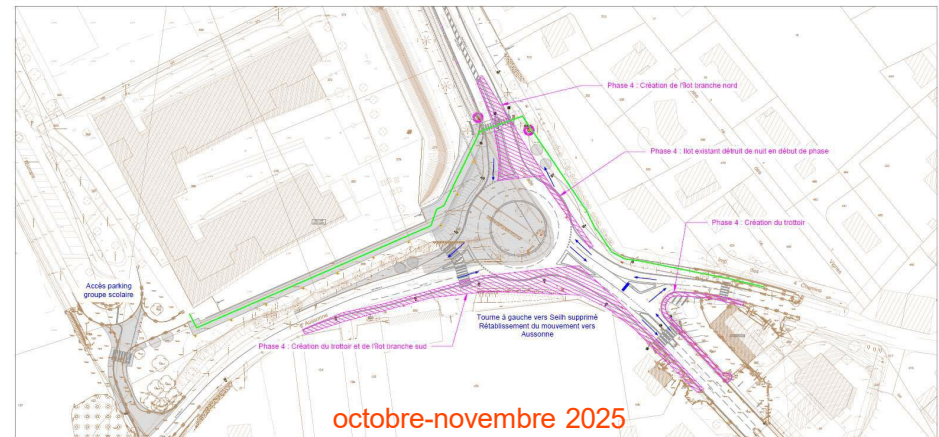 Phase 4 : Création de l'îlot branche nord
Phase 4 : Ilot existant détruit de nuit en début de phase
Phase 4 : Création du trottoir
Accès parking
groupe scolaire
Tourne à gauche vers Seilh supprimé
Rétablissement du mouvement vers
Aussonne
Phase 4 : Création du trottoir et de l'îlot branche sud
octobre-novembre 2025